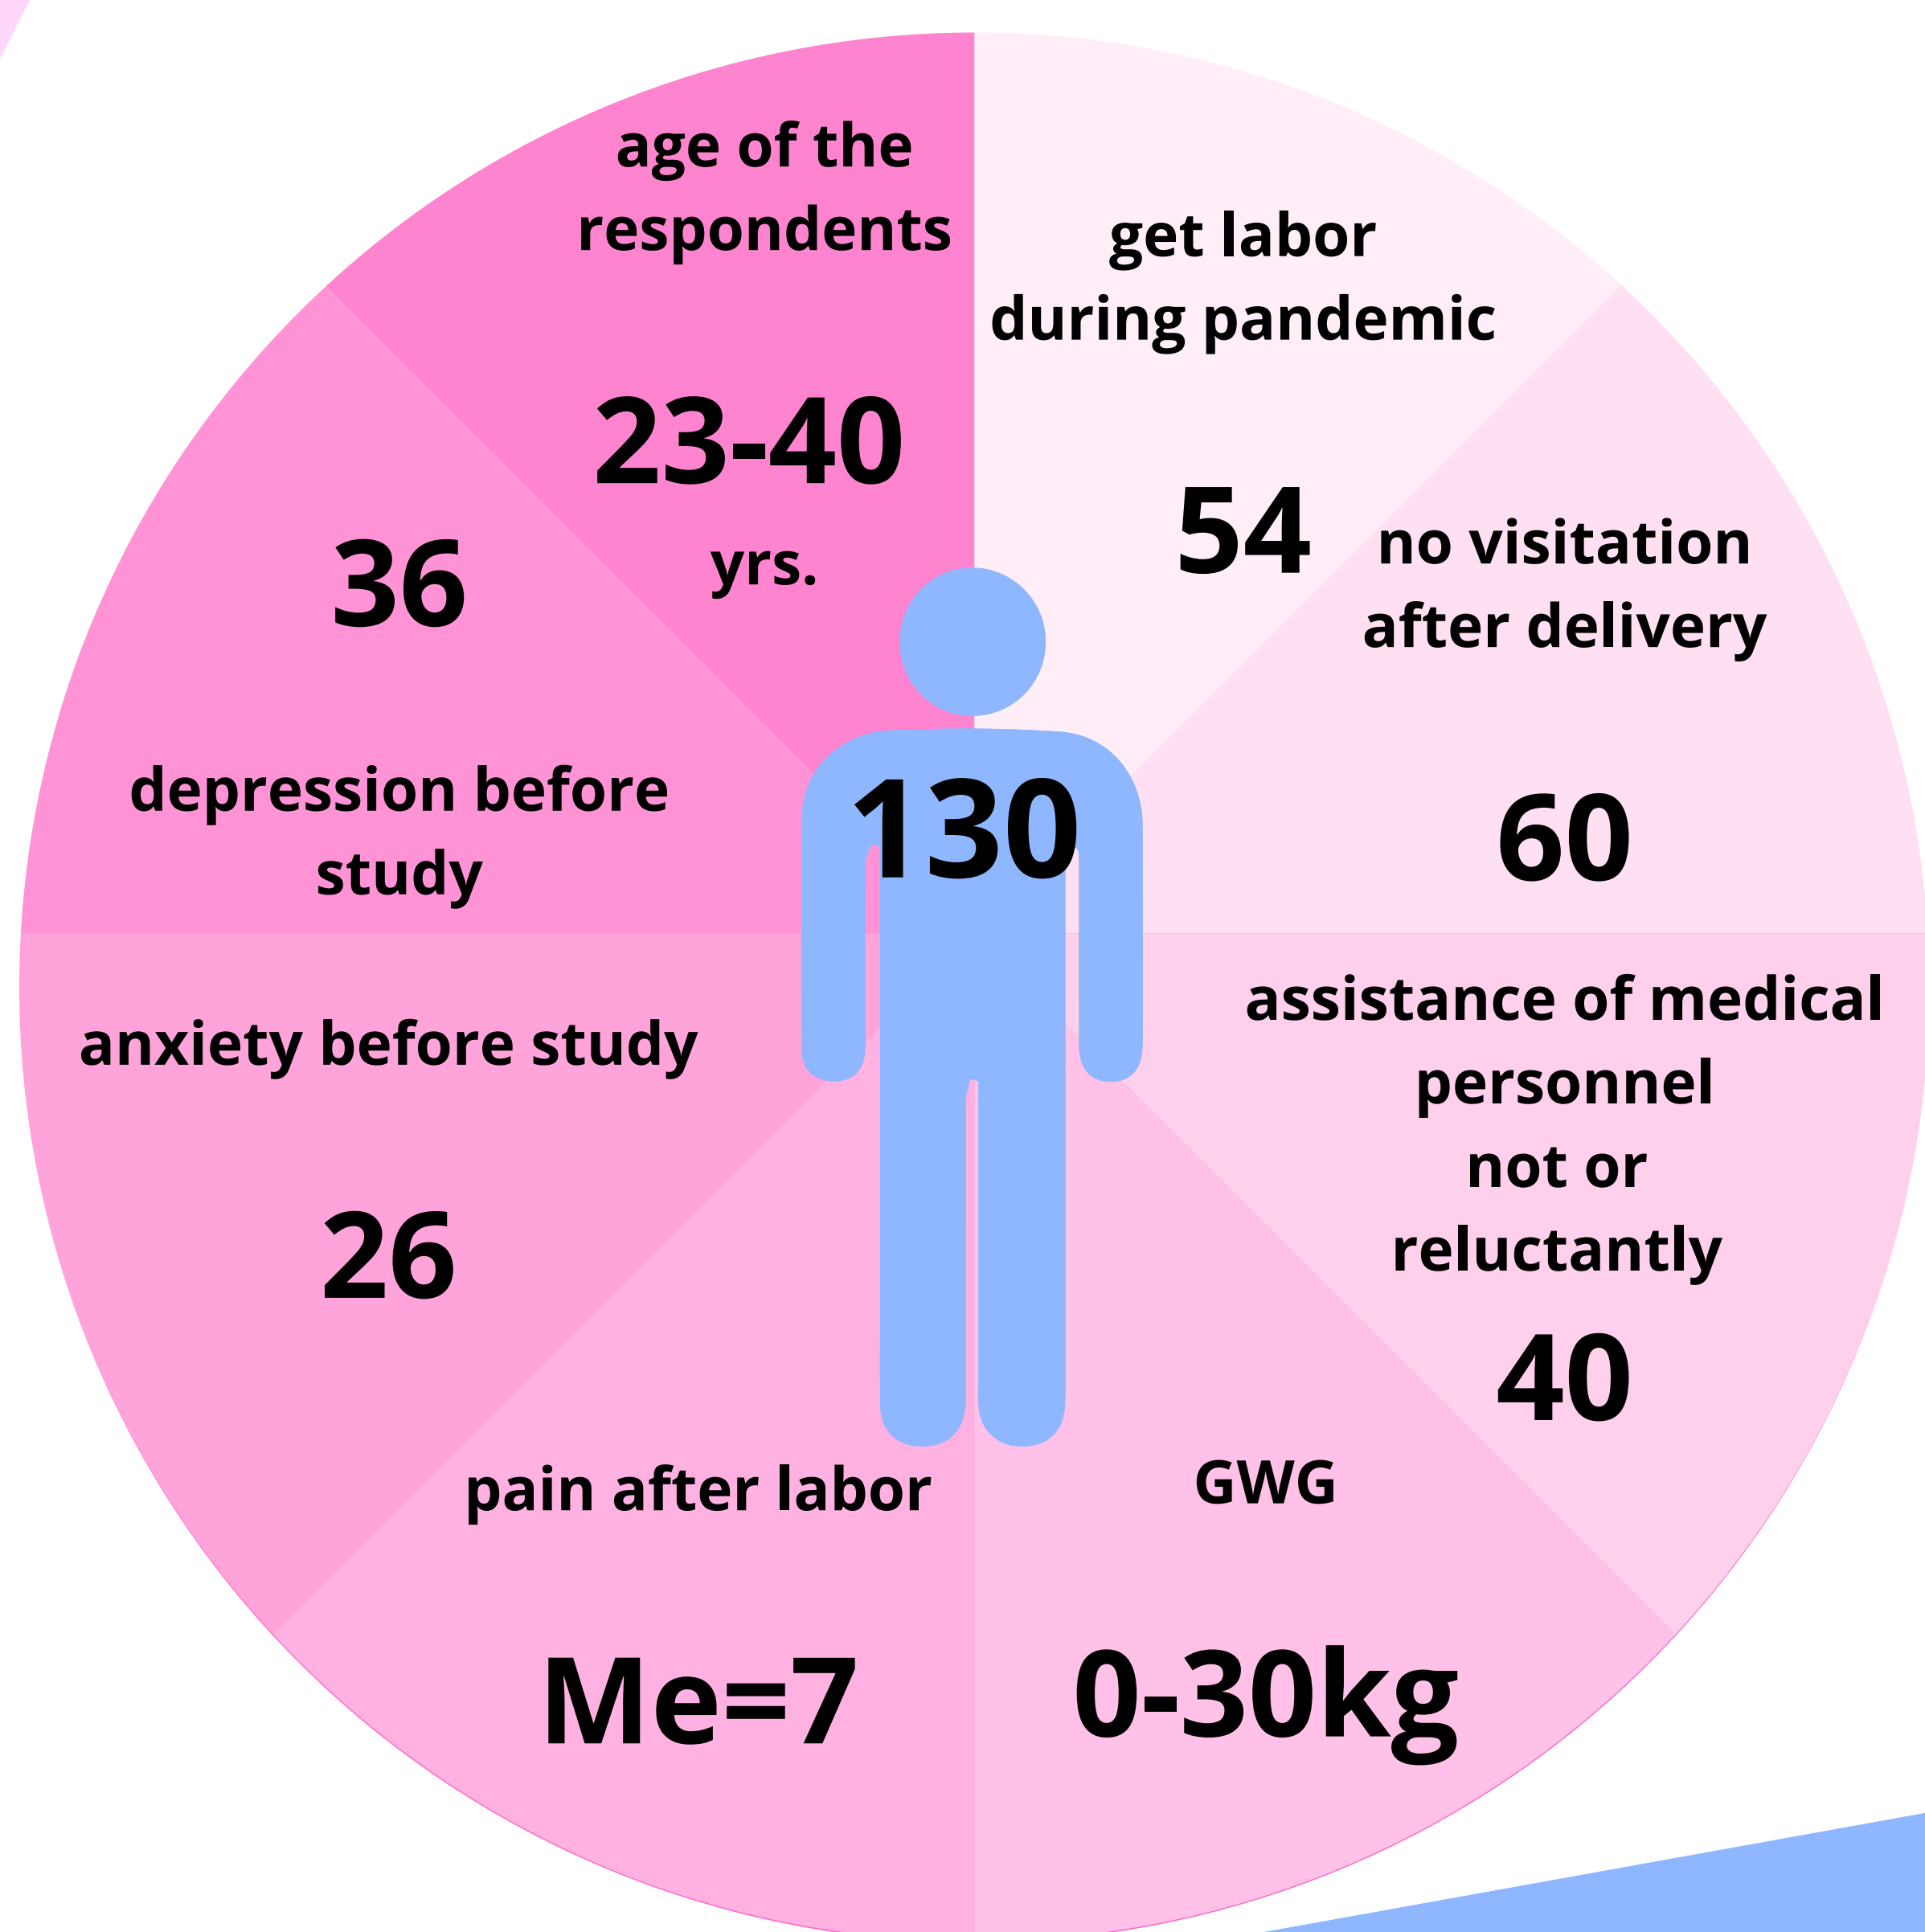 age of the
respondents
23-40
yrs.
get labor
during pandemic
54
no visitation
after delivery
60
assistance of medical
personnel
not or
reluctantly
40
GWG
0-30kg
pain after labor
Me=7
anxiety before study
26
36
depression before
study
130